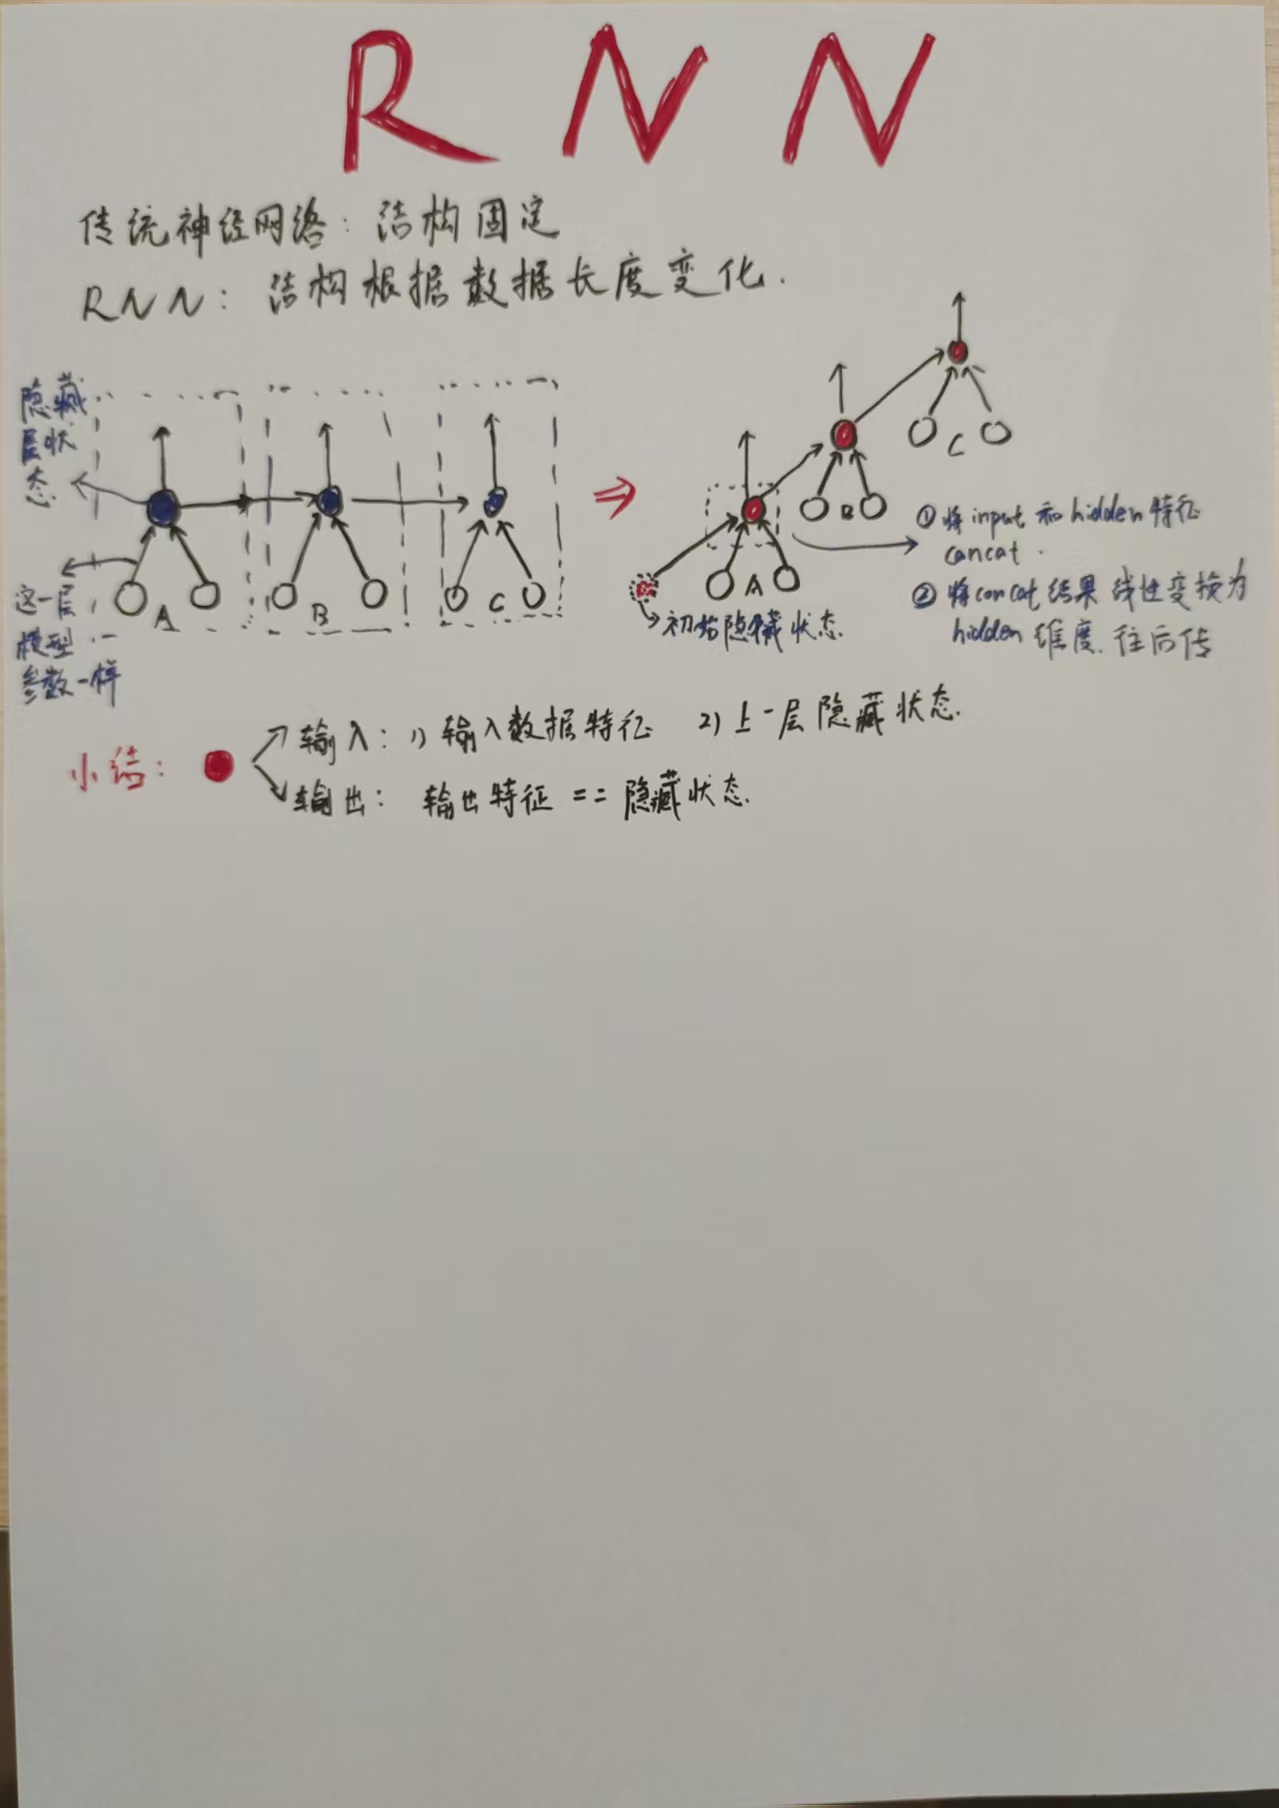 RNN
传统神经网络：结构固定
RNN：结构根据数据长度变化.
隐藏
层状
态
这一层
模型
参数一样
A
B
C
A
B
C
初始隐藏状态
① 将 input 和 hidden 特征
cancat.
② 将 concat 结果 线性变换为
hidden 维度. 往后传
小结：
输入：1) 输入数据特征 2) 上一层隐藏状态.
输出：输出特征 == 隐藏状态.